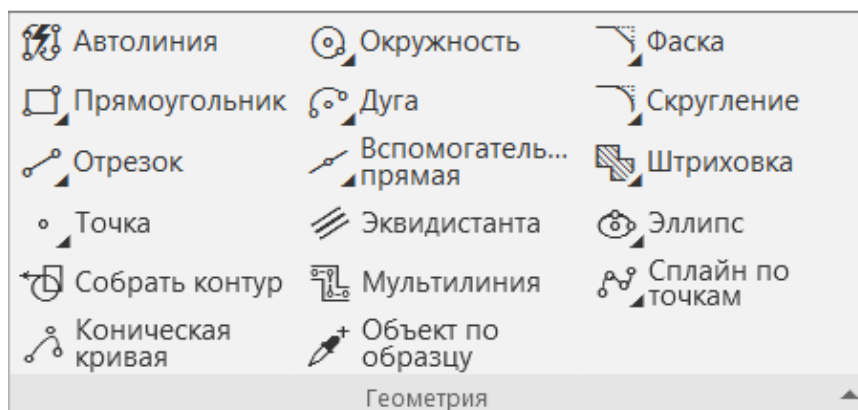 Автолиния
Окружность
Фаска
Прямоугольник
Дуга
Скругление
Отрезок
Вспомогатель...
прямая
Штриховка
Точка
Эквидистанта
Эллипс
Собрать контур
Мультилиния
Сплайн по
точкам
Коническая
кривая
Объект по
образцу
Геометрия